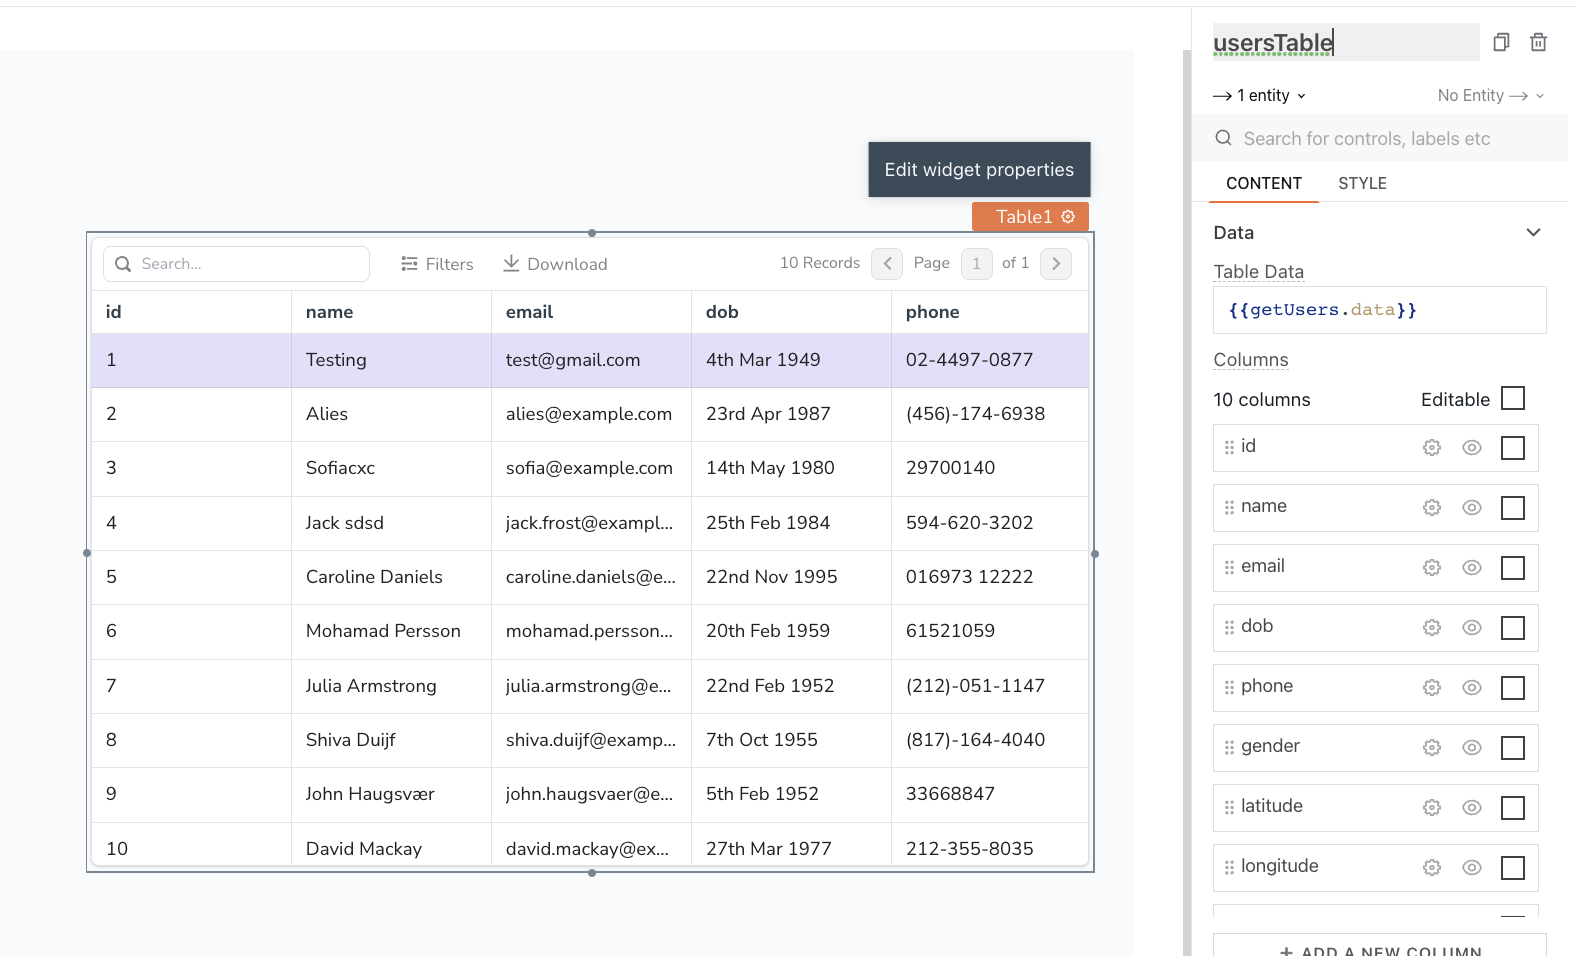 usersTable
1 entity
No Entity
Search for controls, labels etc
CONTENT STYLE
Edit widget properties
Table1
Search...
Filters
Download
10 Records
Page 1 of 1
id name email dob phone
1 Testing test@gmail.com 4th Mar 1949 02-4497-0877
2 Alies alies@example.com 23rd Apr 1987 (456)-174-6938
3 Sofiacxc sofia@example.com 14th May 1980 29700140
4 Jack sdsd jack.frost@exampl... 25th Feb 1984 594-620-3202
5 Caroline Daniels caroline.daniels@e... 22nd Nov 1995 016973 12222
6 Mohamad Persson mohamad.persson... 20th Feb 1959 61521059
7 Julia Armstrong julia.armstrong@e... 22nd Feb 1952 (212)-051-1147
8 Shiva Duijf shiva.duijf@examp... 7th Oct 1955 (817)-164-4040
9 John Haugsvær john.haugsvaer@e... 5th Feb 1952 33668847
10 David Mackay david.mackay@ex... 27th Mar 1977 212-355-8035
Data
Table Data
{{getUsers.data}}
Columns
10 columns Editable
id
name
email
dob
phone
gender
latitude
longitude
+ ADD A NEW COLUMN